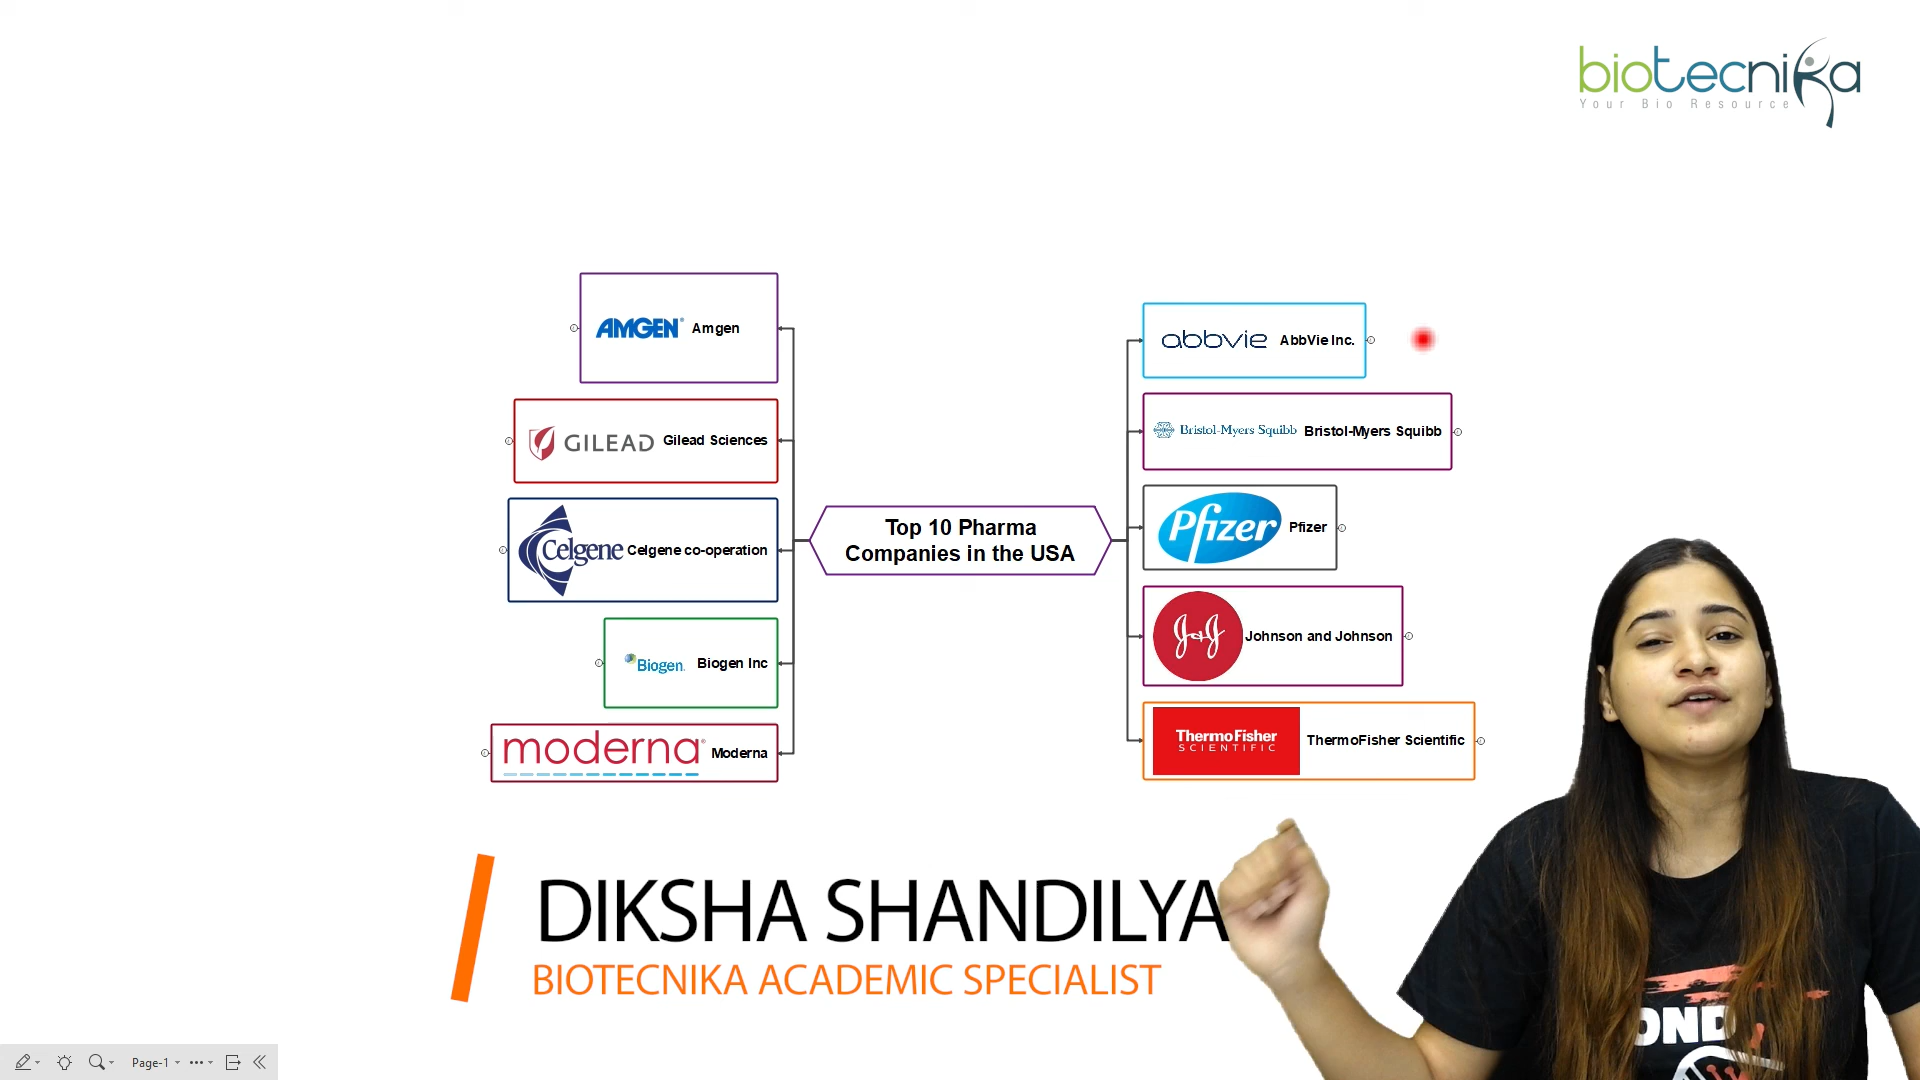 biotecnika
Your Bio Resource
AMGEN® Amgen
GILEAD Gilead Sciences
Celgene Celgene co-operation
Biogen. Biogen Inc
moderna® Moderna
Top 10 Pharma
Companies in the USA
abbvie AbbVie Inc.
Bristol-Myers Squibb Bristol-Myers Squibb
Pfizer Pfizer
J&J Johnson and Johnson
ThermoFisher
SCIENTIFIC
ThermoFisher Scientific
DIKSHA SHANDILYA
BIOTECNIKA ACADEMIC SPECIALIST
OND
Page-1